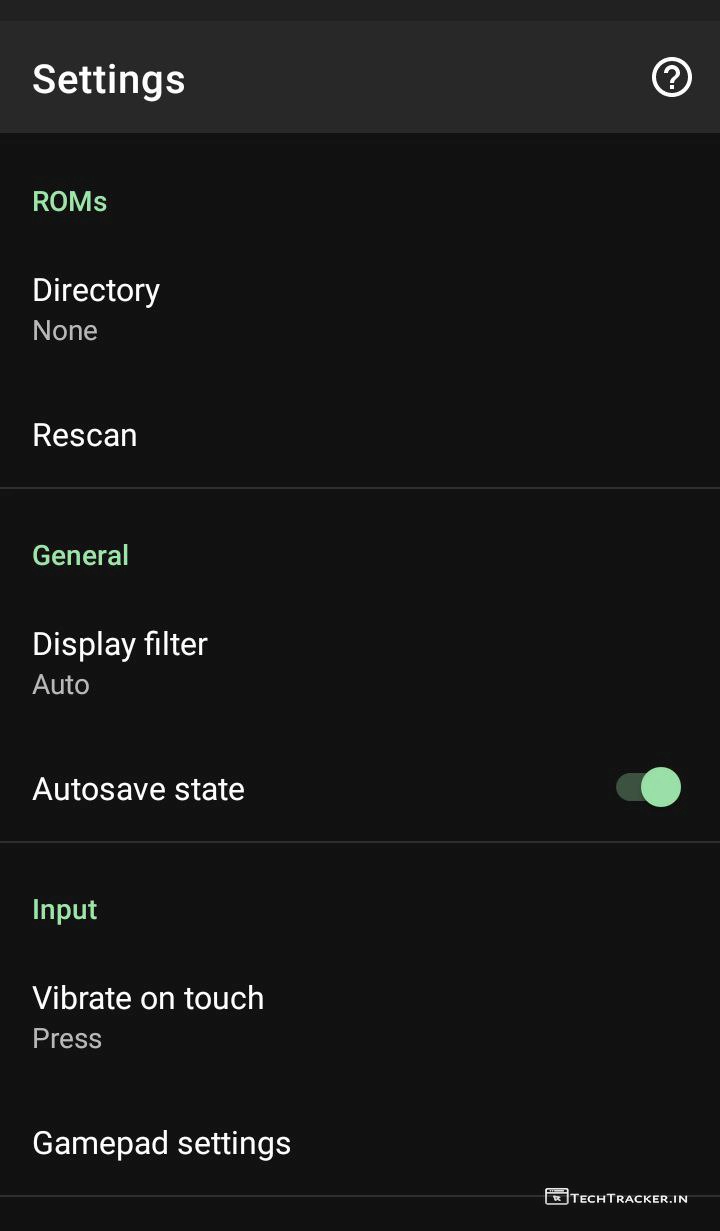 Settings
ROMs
Directory
None
Rescan
General
Display filter
Auto
Autosave state
Input
Vibrate on touch
Press
Gamepad settings
TECHTRACKER.IN